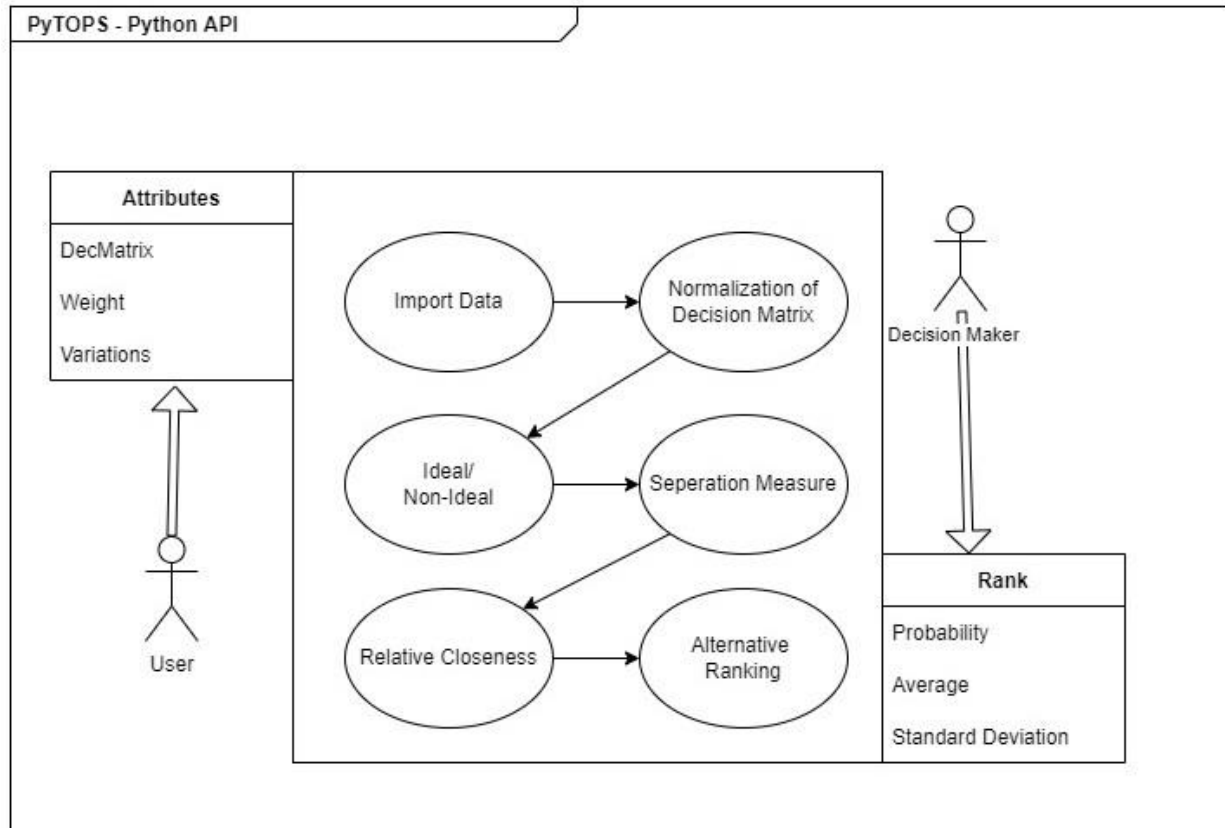 PyTOPS - Python API
Attributes
DecMatrix
Weight
Variations
User
Import Data
Normalization of
Decision Matrix
Ideal/
Non-Ideal
Seperation Measure
Relative Closeness
Alternative
Ranking
Decision Maker
Rank
Probability
Average
Standard Deviation